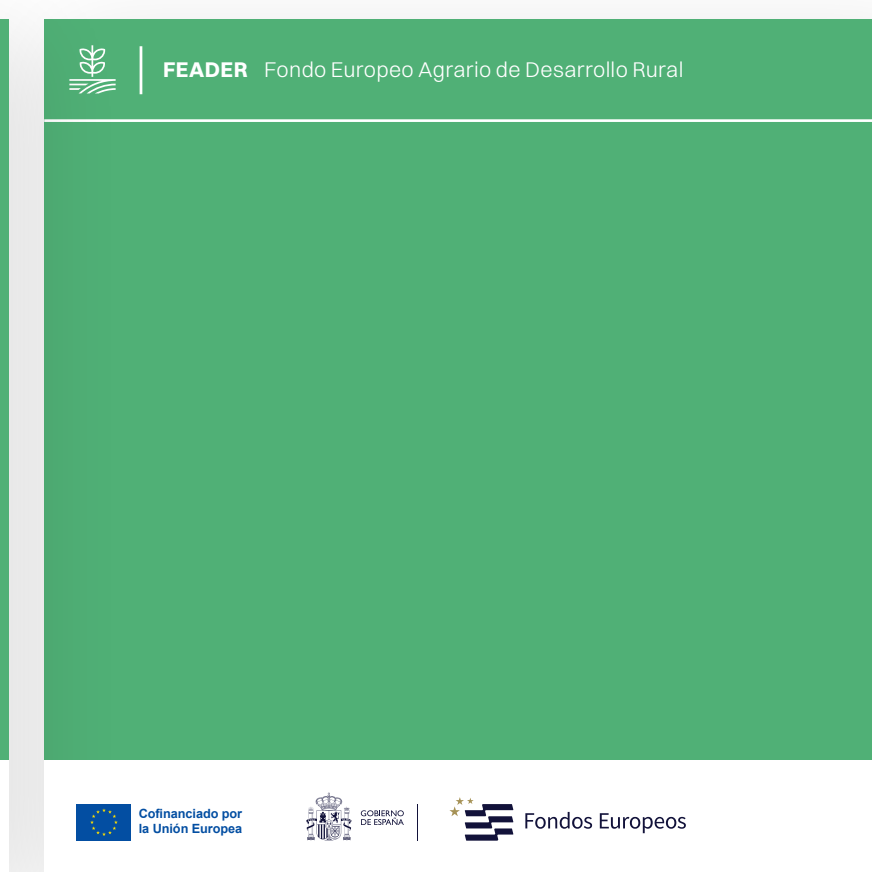 FEADER Fondo Europeo Agrario de Desarrollo Rural
Cofinanciado por
la Unión Europea
GOBIERNO
DE ESPAÑA
Fondos Europeos